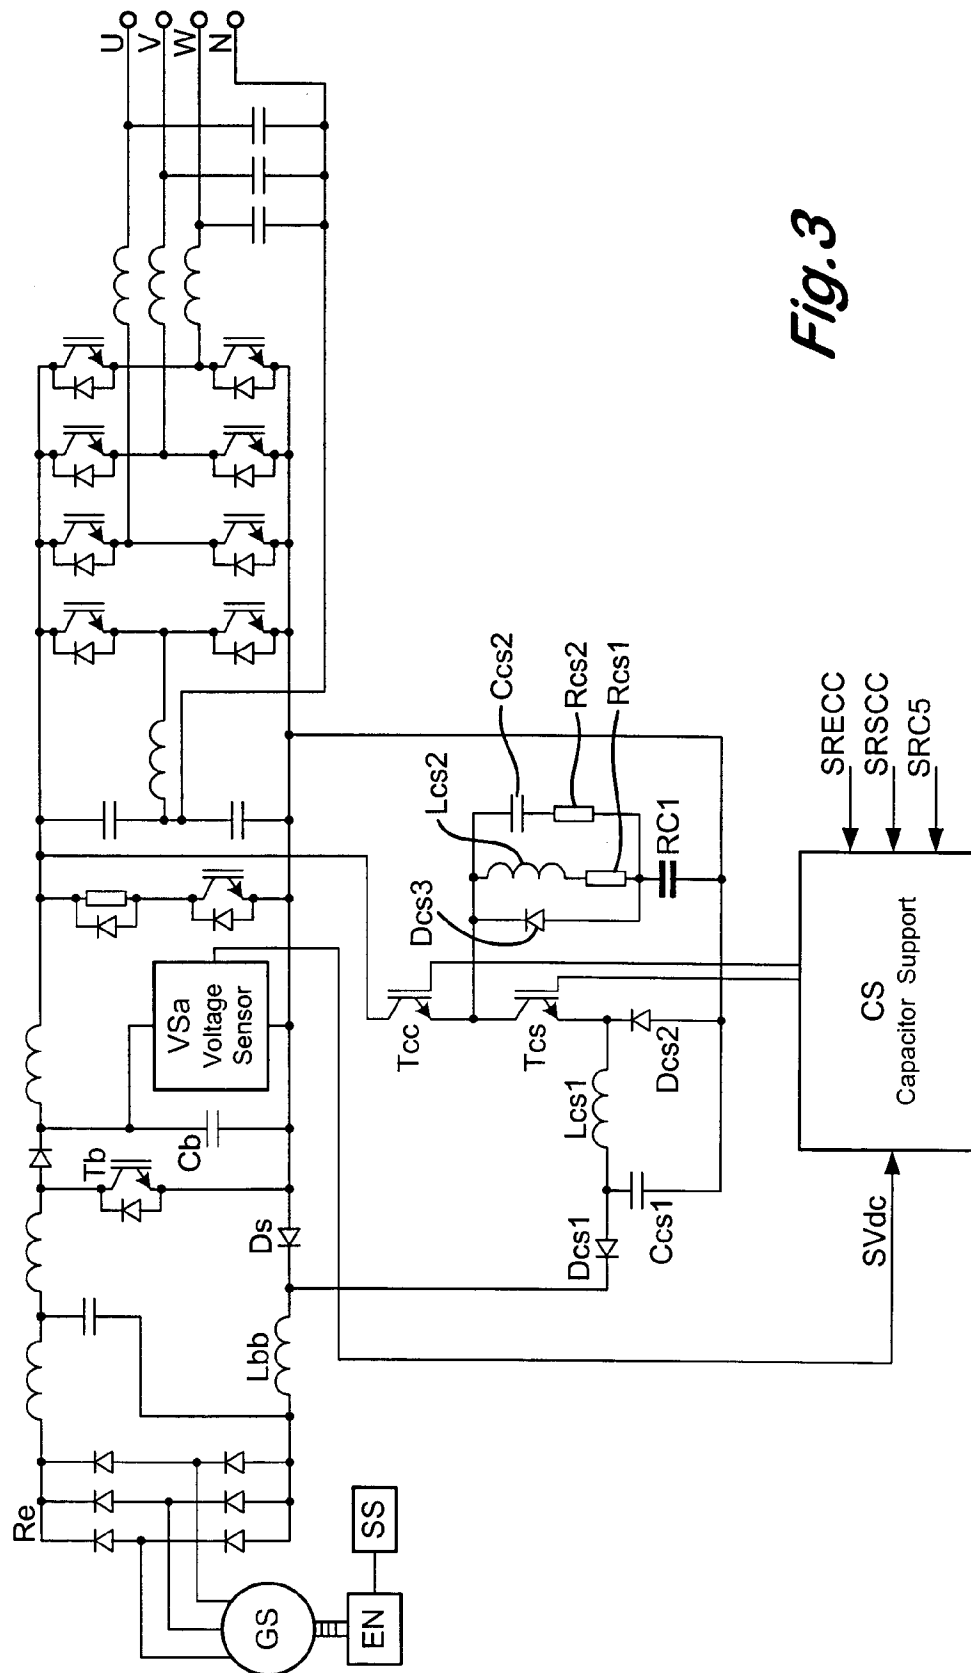 U
V
W
N
Fig.3
Re
GS
EN
SS
Lbb
Ds
Tb
Cb
VSa
Voltage
Sensor
Tcc
Tcs
Dcs3
Lcs2
Ccs2
Rcs2
Rcs1
RC1
Dcs1
Ccs1
Lcs1
Dcs2
SVdc
CS
Capacitor Support
SRECC
SRSCC
SRC5